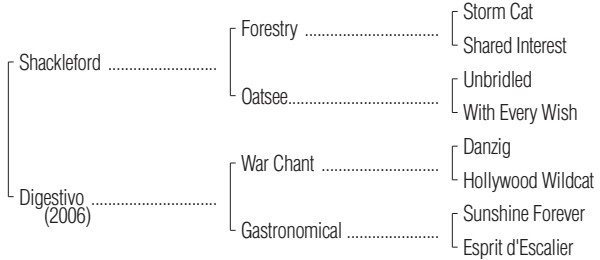 Storm Cat
Forestry ..............................
Shared Interest
Shackleford ........................
Unbridled
Oatsee..................................
With Every Wish
Danzig
War Chant ..........................
Hollywood Wildcat
Digestivo ............................
(2006)
Sunshine Forever
Gastronomical ....................
Esprit d'Escalier